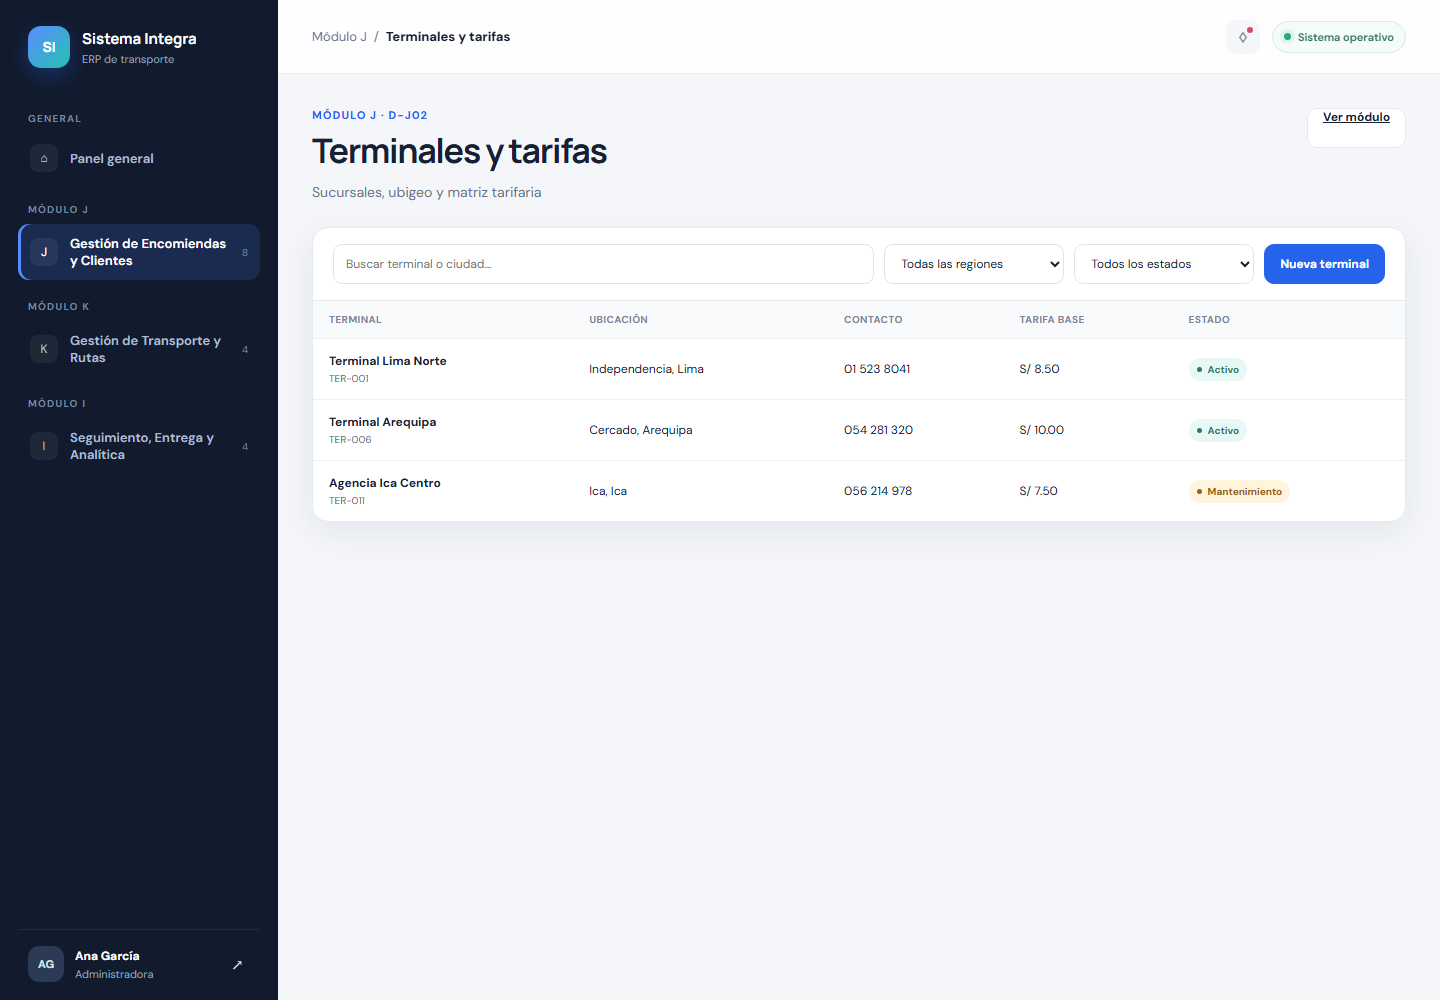 SI
Sistema Integra
ERP de transporte
GENERAL
Panel general
MÓDULO J
J
Gestión de Encomiendas y Clientes
8
MÓDULO K
K
Gestión de Transporte y Rutas
4
MÓDULO I
I
Seguimiento, Entrega y Analítica
4
AG
Ana García
Administradora
Módulo J / Terminales y tarifas
Sistema operativo
MÓDULO J · D-J02
Terminales y tarifas
Sucursales, ubigeo y matriz tarifaria
Ver módulo
Buscar terminal o ciudad...
Todas las regiones
Todos los estados
Nueva terminal
TERMINAL UBICACIÓN CONTACTO TARIFA BASE ESTADO
Terminal Lima Norte
TER-001
Independencia, Lima
01 523 8041
S/ 8.50
Activo
Terminal Arequipa
TER-006
Cercado, Arequipa
054 281 320
S/ 10.00
Activo
Agencia Ica Centro
TER-011
Ica, Ica
056 214 978
S/ 7.50
Mantenimiento